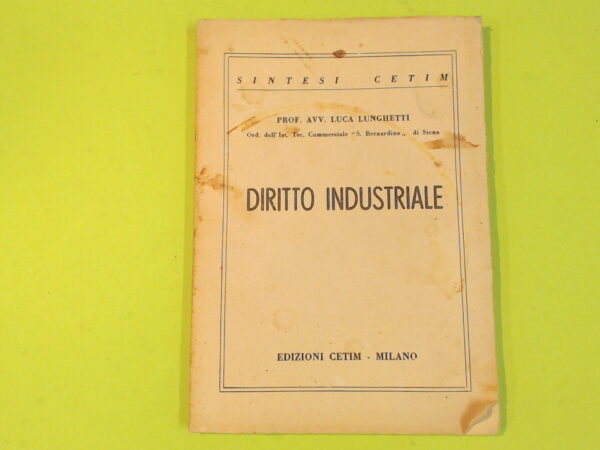 SINTESI CETIM
PROF. AVV. LUCA LUNGHETTI
Ord. dell' Ist. Tec. Commerciale "S. Bernardino„ di Siena
DIRITTO INDUSTRIALE
EDIZIONI CETIM - MILANO